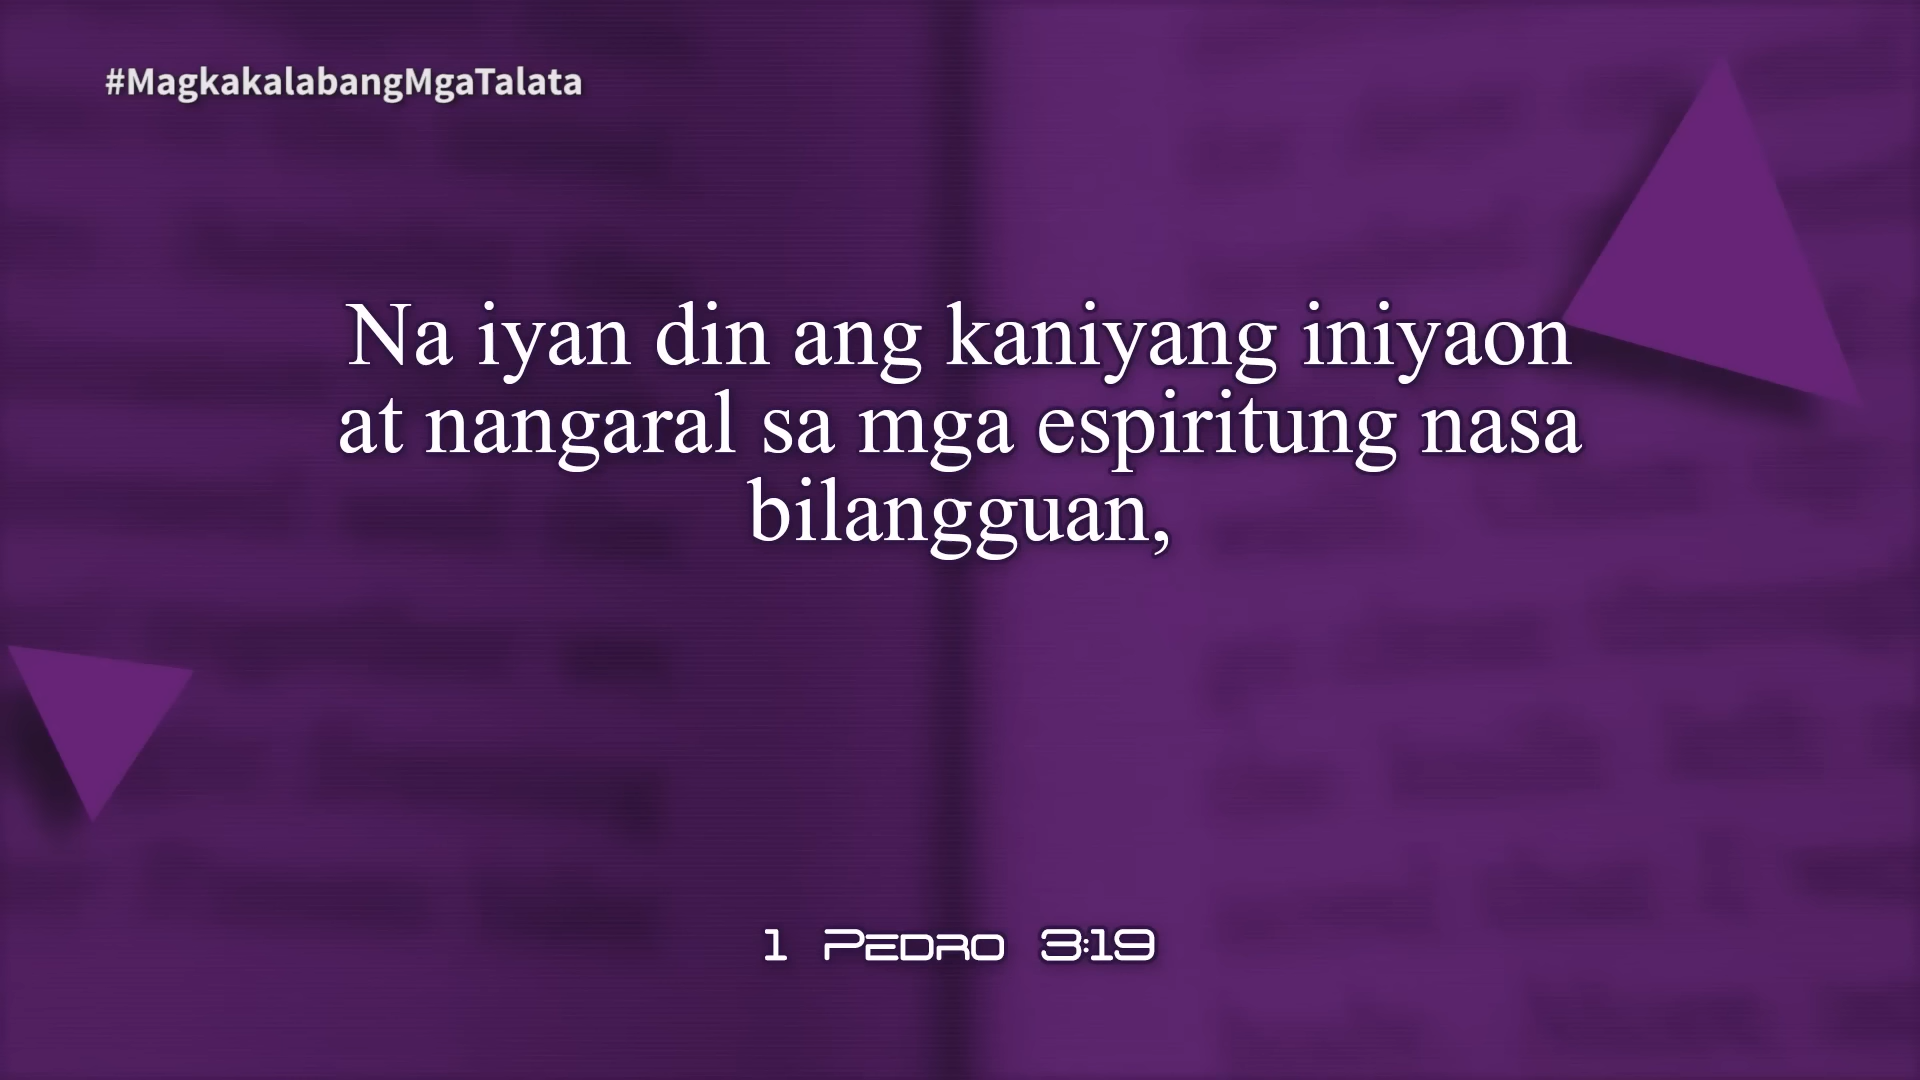 #MagkakalabangMgaTalata
Na iyan din ang kaniyang iniyaon
at nangaral sa mga espiritung nasa
bilangguan,
1 Pedro 3:19